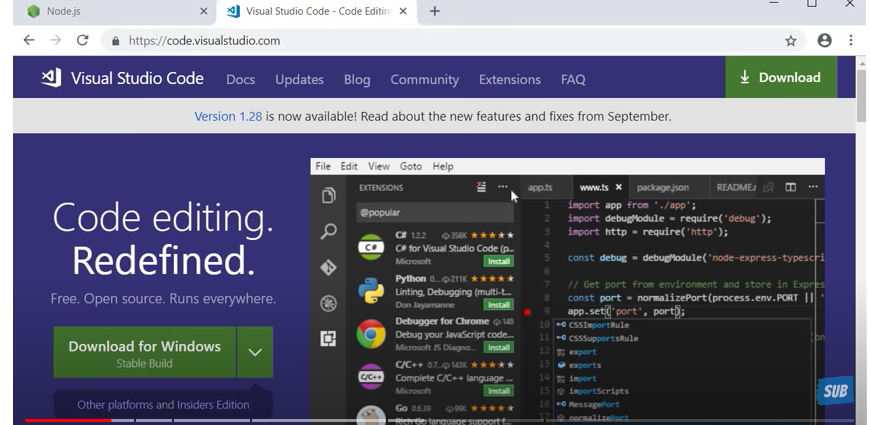 Node.js
Visual Studio Code - Code Editin
https://code.visualstudio.com
Visual Studio Code Docs Updates Blog Community Extensions FAQ Download
Version 1.28 is now available! Read about the new features and fixes from September.
Code editing.
Redefined.
Free. Open source. Runs everywhere.
Download for Windows
Stable Build
Other platforms and Insiders Edition
File Edit View Goto Help
EXTENSIONS
@popular
C# 1.2.2 356K
C# for Visual Studio Code (p...
Microsoft Install
Python 0... 211K
Linting, Debugging (multi-t...
Don Jayamanne Install
Debugger for Chrome 148
Debug your JavaScript code...
Microsoft JS Diagno... Install
C/C++ 0.7... 143K
Complete C/C++ language ...
Microsoft Install
Go 0.6.39 99K
Rich Go language support f...
app.ts www.ts package.json README.r
1 import app from './app';
2 import debugModule = require('debug');
3 import http = require('http');
4
5 const debug = debugModule('node-express-typescri
6
7 // Get port from environment and store in Expres
8 const port = normalizePort(process.env.PORT || '
9 app.set('port', port);
10 CSSImportRule
11 CSSSupportsRule
12 export
13 exports
14 import
15 importScripts
16 MessagePort
17 normalizePort
SUB